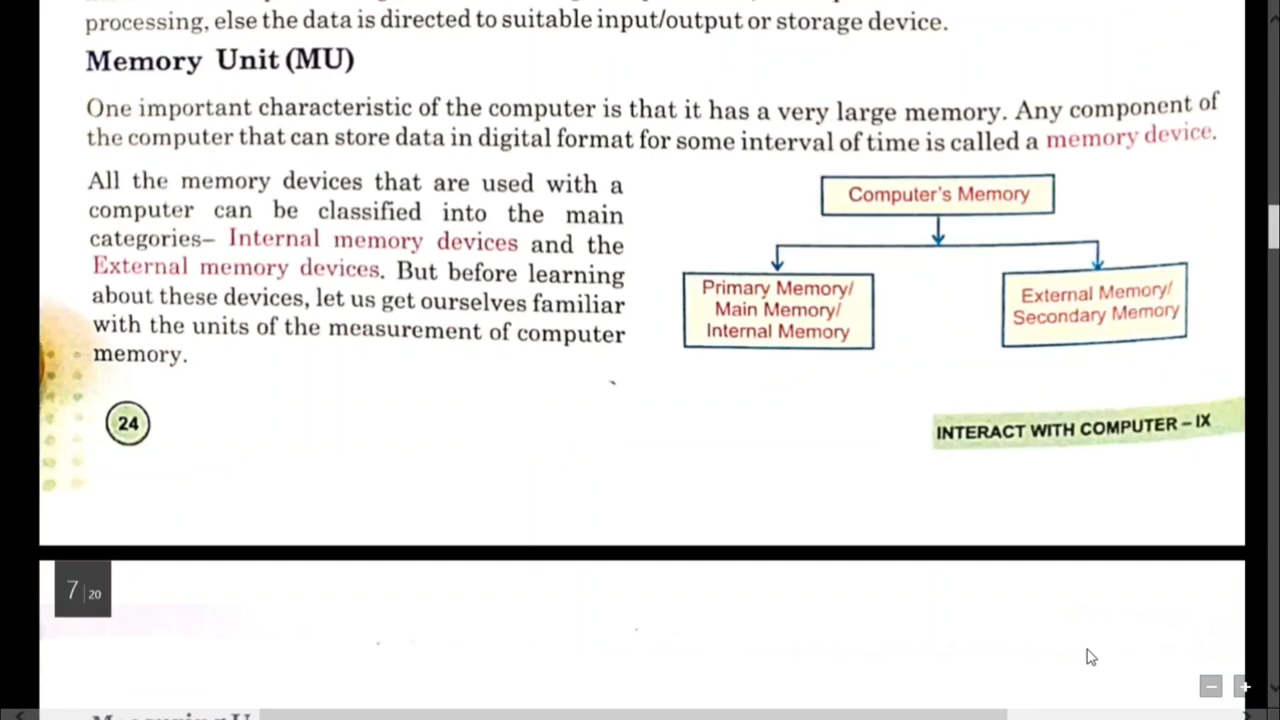 processing, else the data is directed to suitable input/output or storage device.
Memory Unit (MU)
One important characteristic of the computer is that it has a very large memory. Any component of
the computer that can store data in digital format for some interval of time is called a memory device.
All the memory devices that are used with a
computer can be classified into the main
categories– Internal memory devices and the
External memory devices. But before learning
about these devices, let us get ourselves familiar
with the units of the measurement of computer
memory.
Computer's Memory
Primary Memory/
Main Memory/
Internal Memory
External Memory/
Secondary Memory
24
INTERACT WITH COMPUTER – IX
7 | 20